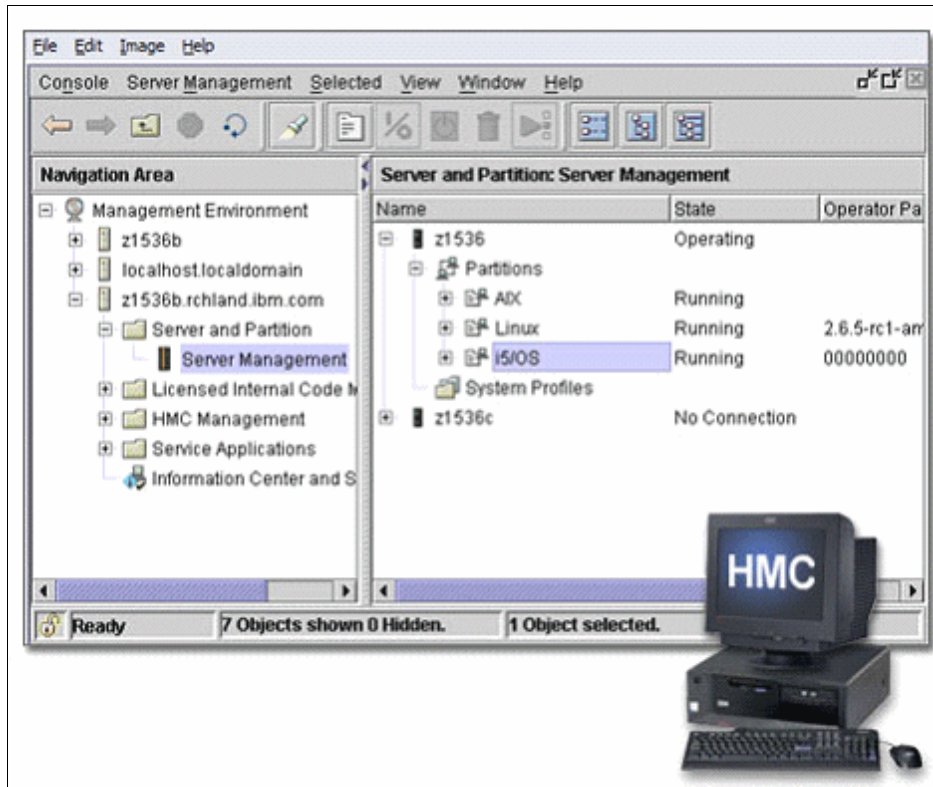 File Edit Image Help
Console Server Management Selected View Window Help
Navigation Area
Management Environment
z1536b
localhost.localdomain
z1536b.rchland.ibm.com
Server and Partition
Server Management
Licensed Internal Code M
HMC Management
Service Applications
Information Center and S
Server and Partition: Server Management
Name State Operator Pa
z1536 Operating
Partitions
AIX Running
Linux Running 2.6.5-rc1-am
i5/OS Running 00000000
System Profiles
z1536c No Connection
Ready 7 Objects shown 0 Hidden. 1 Object selected.
HMC